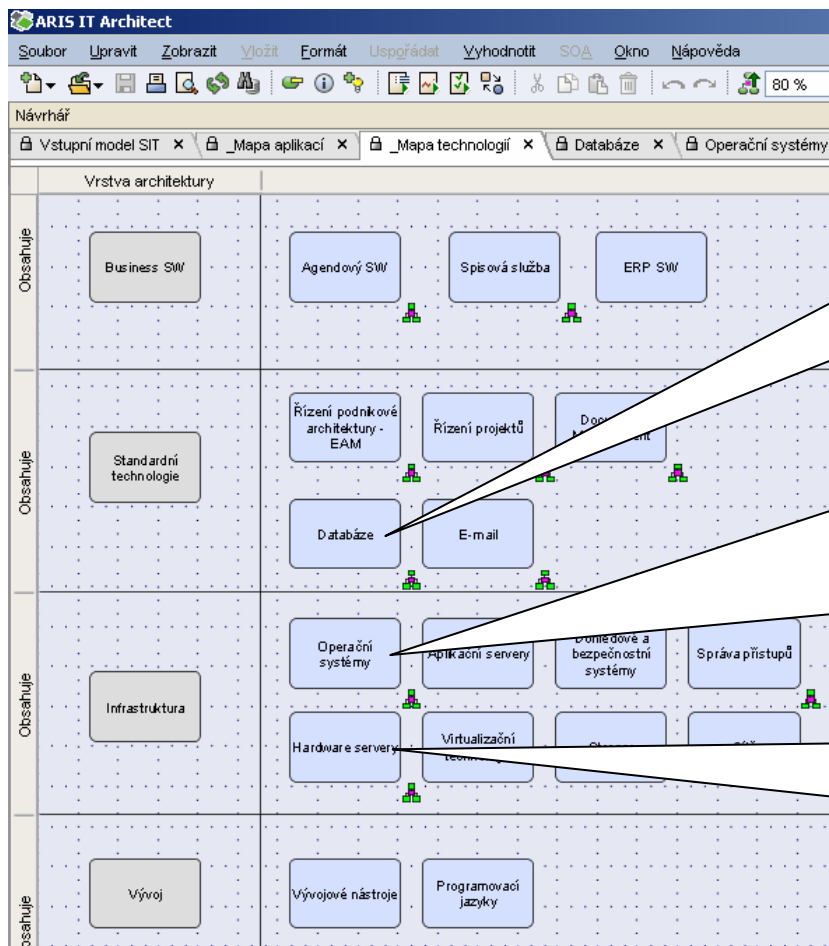 ARIS IT Architect
Soubor Upravit Zobrazit Vložit Formát Uspořádat Vyhodnotit SOA Okno Nápověda
80 %
Návrhář
Vstupní model SIT _Mapa aplikací _Mapa technologií Databáze Operační systémy
Vrstva architektury
Obsahuje
Business SW
Agendový SW
Spisová služba
ERP SW
Obsahuje
Standardní
technologie
Řízení podnikové
architektury -
EAM
Řízení projektů
Databáze
E-mail
Obsahuje
Infrastruktura
Operační
systémy
Aplikační servery
Dohledové a
bezpečnostní
systémy
Správa přístupů
Hardware servery
Virtualizační
Vývoj
Vývojové nástroje
Programovací
jazyky